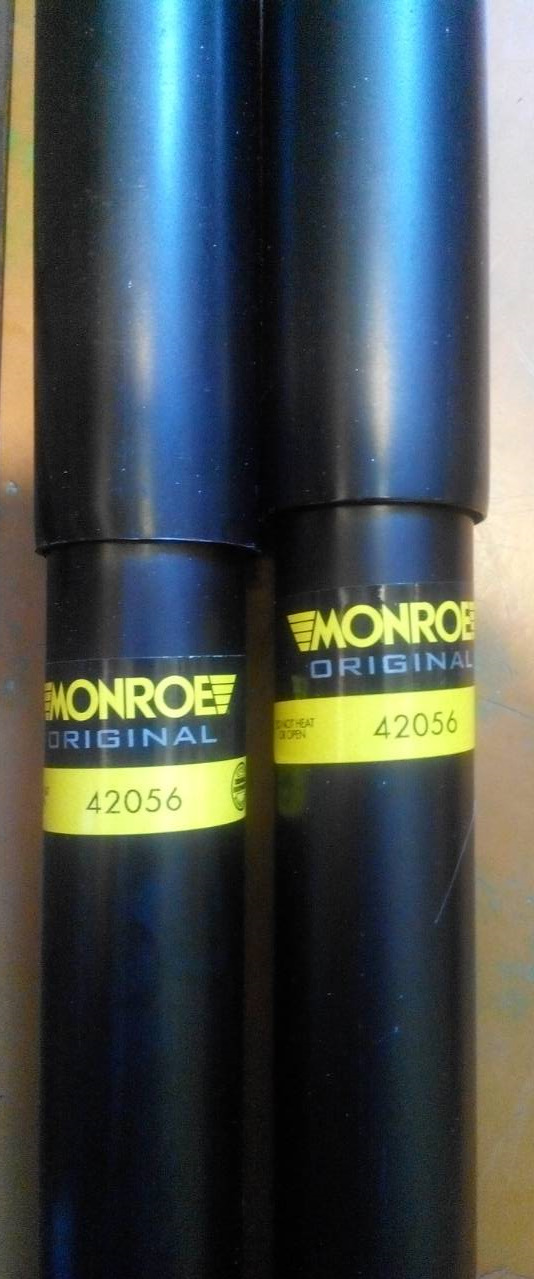 MONROE
ORIGINAL
42056
MONROE
ORIGINAL
DO NOT HEAT
OR OPEN
42056